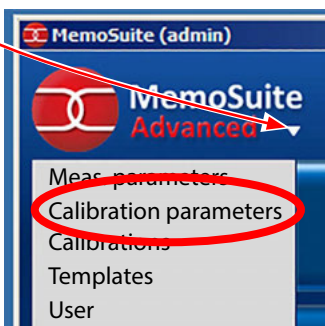 MemoSuite (admin)
MemoSuite
Advanced
Meas. parameters
Calibration parameters
Calibrations
Templates
User